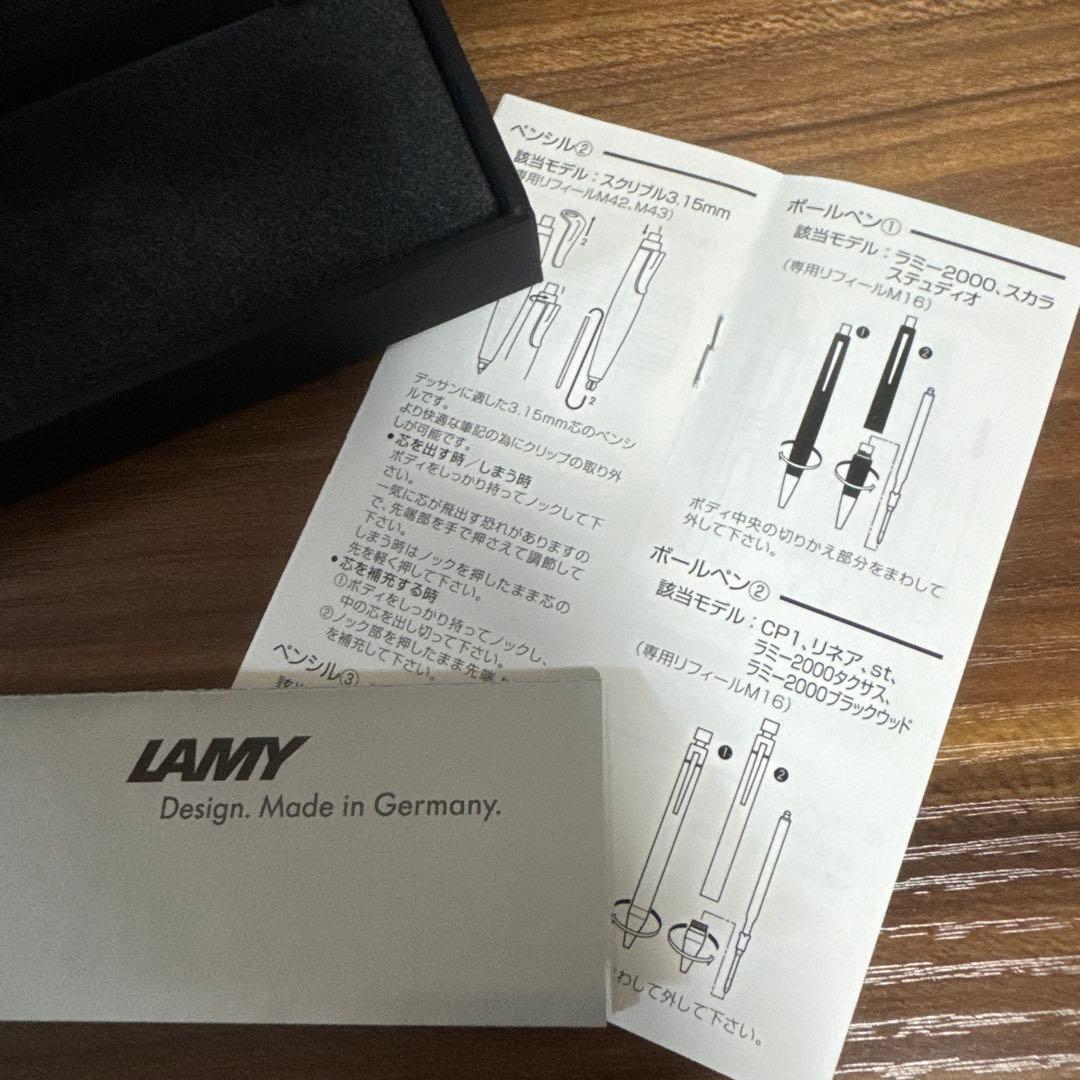 ペンシル②
該当モデル：スクリブル3.15mm
専用リフィールM42、M43)
1
2
2
デッサンに適した3.15mm芯のペンシ
ルです。
より快適な筆記の為にクリップの取り外
しが可能です。
•芯を出す時／しまう時
ボディをしっかり持ってノックして下
さい。
一気に芯が飛出す恐れがありますの
で、先端部を手で押さえて調節して
下さい。
しまう時はノックを押したまま芯の
先を軽く押して下さい。
•芯を補充する時
①ボディをしっかり持ってノックし、
中の芯を出し切って下さい。
②ノック部を押したまま先端よ
を補充して下さい。
ペンシル③
ボールペン①
該当モデル：ラミー2000、スカラ
ステュディオ
(専用リフィールM16)
❶
❷
ボディ中央の切りかえ部分をまわして
外して下さい。
ボールペン②
該当モデル：CP1、リネア、st、
ラミー2000タクサス、
ラミー2000ブラックウッド
(専用リフィールM16)
❶
❷
わして外して下さい。
LAMY
Design. Made in Germany.